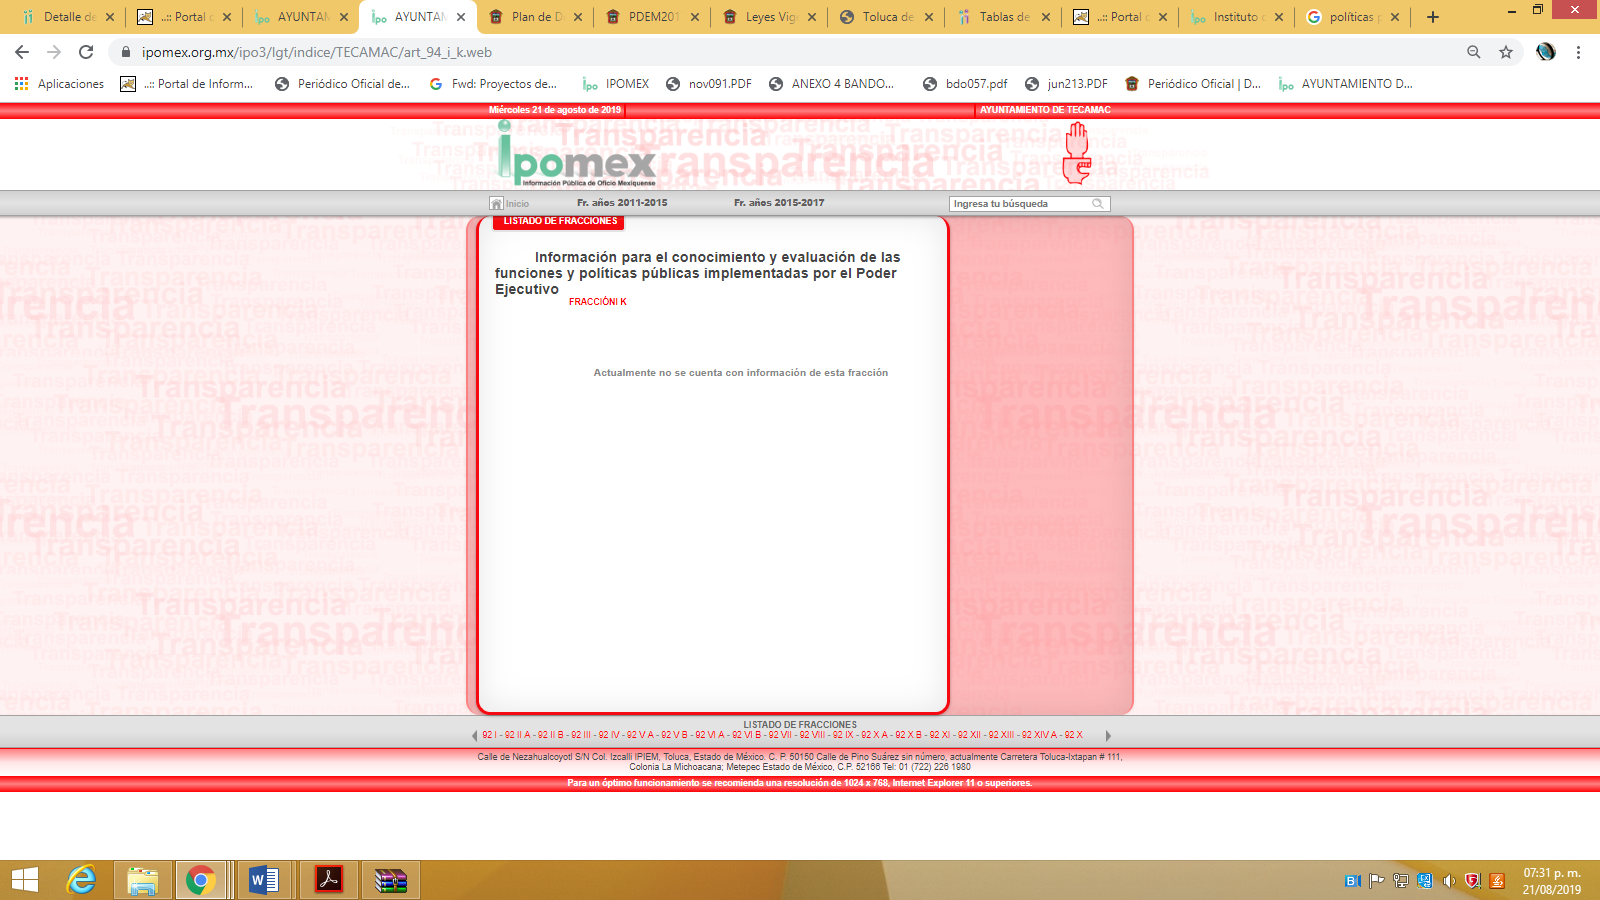 Detalle de
..:: Portal d
AYUNTAM
AYUNTAM
Plan de D
PDEM201
Leyes Vig
Toluca de
Tablas de
..:: Portal d
Instituto d
políticas p
ipomex.org.mx/ipo3/lgt/indice/TECAMAC/art_94_i_k.web
Aplicaciones
..:: Portal de Inform...
Periódico Oficial de...
Fwd: Proyectos de...
IPOMEX
nov091.PDF
ANEXO 4 BANDO...
bdo057.pdf
jun213.PDF
Periódico Oficial | D...
AYUNTAMIENTO D...
Miércoles 21 de agosto de 2019
AYUNTAMIENTO DE TECAMAC
ipomex
Información Pública de Oficio Mexiquense
Transparencia
Inicio
Fr. años 2011-2015
Fr. años 2015-2017
Ingresa tu búsqueda
LISTADO DE FRACCIONES
Información para el conocimiento y evaluación de las
funciones y políticas públicas implementadas por el Poder
Ejecutivo
FRACCIÓNI K
Actualmente no se cuenta con información de esta fracción
LISTADO DE FRACCIONES
92 I - 92 II A - 92 II B - 92 III - 92 IV - 92 V A - 92 V B - 92 VI A - 92 VI B - 92 VII - 92 VIII - 92 IX - 92 X A - 92 X B - 92 XI - 92 XII - 92 XIII - 92 XIV A - 92 X
Calle de Nezahualcoyotl S/N Col. Izcalli IPIEM, Toluca, Estado de México. C. P. 50150 Calle de Pino Suárez sin número, actualmente Carretera Toluca-Ixtapan # 111,
Colonia La Michoacana; Metepec Estado de México, C.P. 52166 Tel: 01 (722) 226 1980
Para un óptimo funcionamiento se recomienda una resolución de 1024 x 768, Internet Explorer 11 o superiores.
07:31 p. m.
21/08/2019